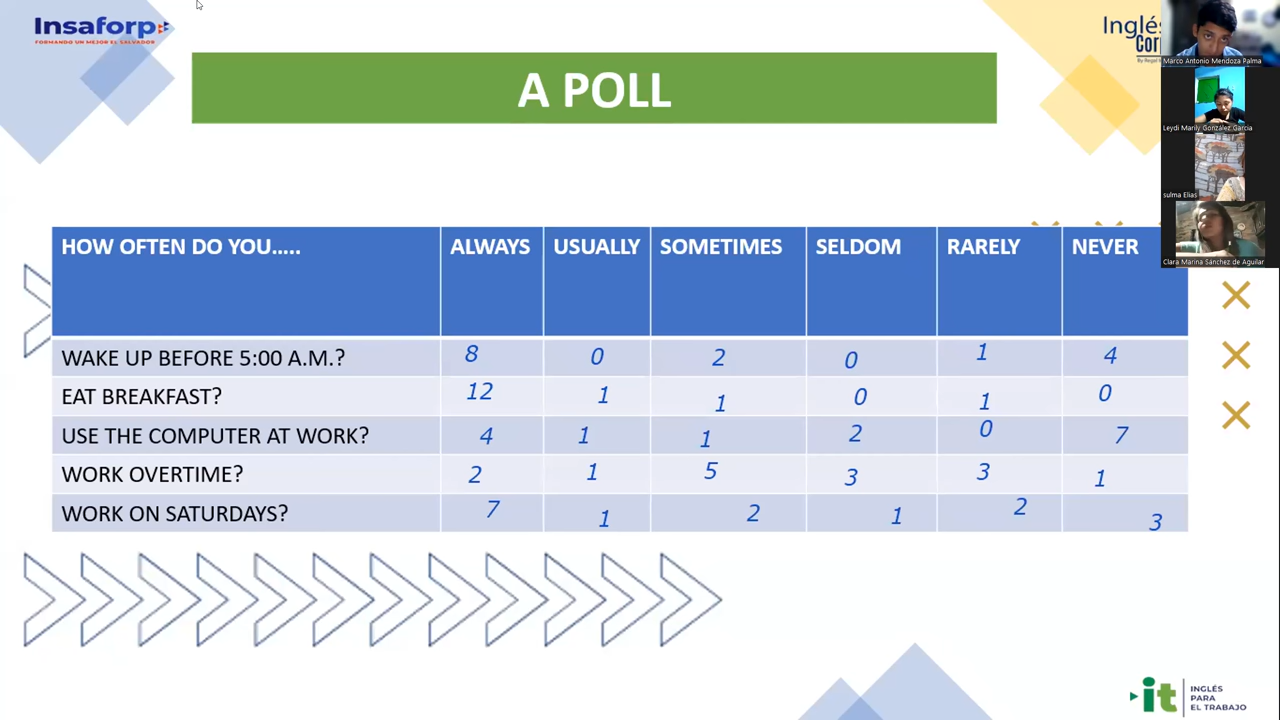 Insaforp
FORMANDO UN MEJOR EL SALVADOR
Inglés
Cor
A POLL
Marco Antonio Mendoza Palma
Leydi Marily González Garcia
sulma Elias
Clara Marina Sánchez de Aguilar
HOW OFTEN DO YOU..... ALWAYS USUALLY SOMETIMES SELDOM RARELY NEVER
WAKE UP BEFORE 5:00 A.M.? 8 0 2 0 1 4
EAT BREAKFAST? 12 1 1 0 1 0
USE THE COMPUTER AT WORK? 4 1 1 2 0 7
WORK OVERTIME? 2 1 5 3 3 1
WORK ON SATURDAYS? 7 1 2 1 2 3
it
INGLÉS
PARA
EL TRABAJO